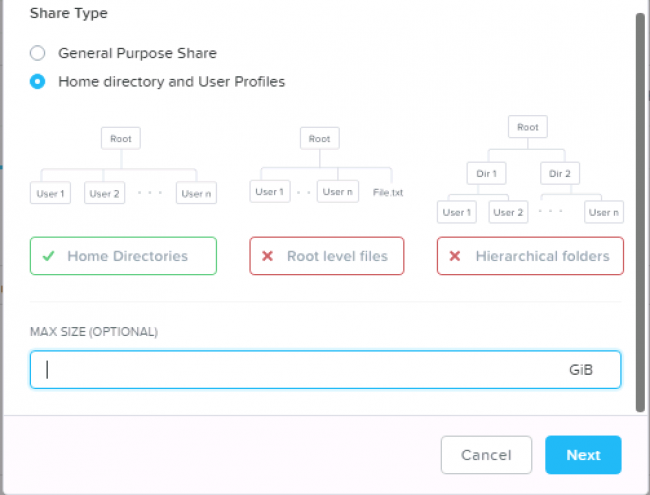 Share Type
General Purpose Share
Home directory and User Profiles
Root
User 1 User 2 · · · User n
Root
User 1 · · User n File.txt
Root
Dir 1 Dir 2
User 1 User 2 · · · User n
Home Directories
Root level files
Hierarchical folders
MAX SIZE (OPTIONAL)
GiB
Cancel Next